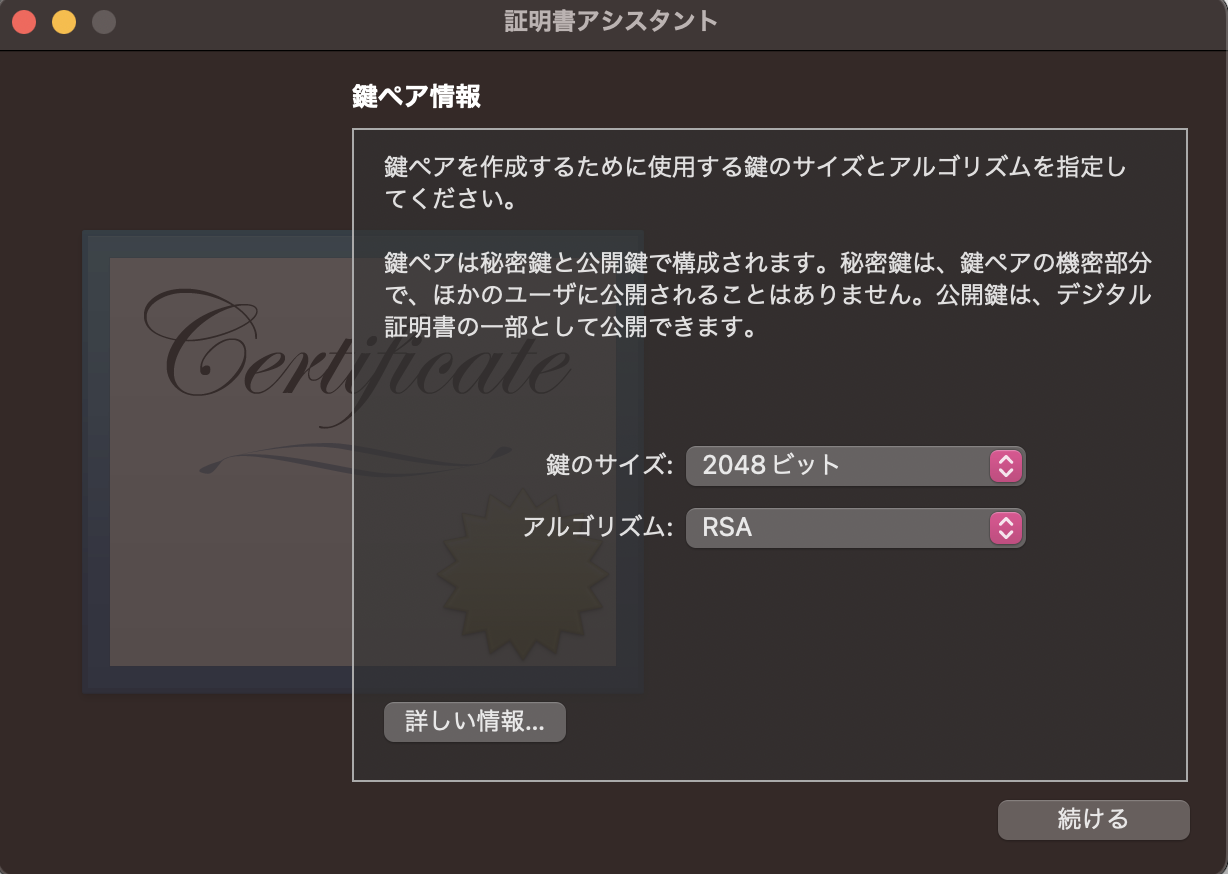 証明書アシスタント
鍵ペア情報
鍵ペアを作成するために使用する鍵のサイズとアルゴリズムを指定し
てください。
鍵ペアは秘密鍵と公開鍵で構成されます。秘密鍵は、鍵ペアの機密部分
で、ほかのユーザに公開されることはありません。公開鍵は、デジタル
証明書の一部として公開できます。
Certificate
鍵のサイズ: 2048 ビット
アルゴリズム: RSA
詳しい情報...
続ける